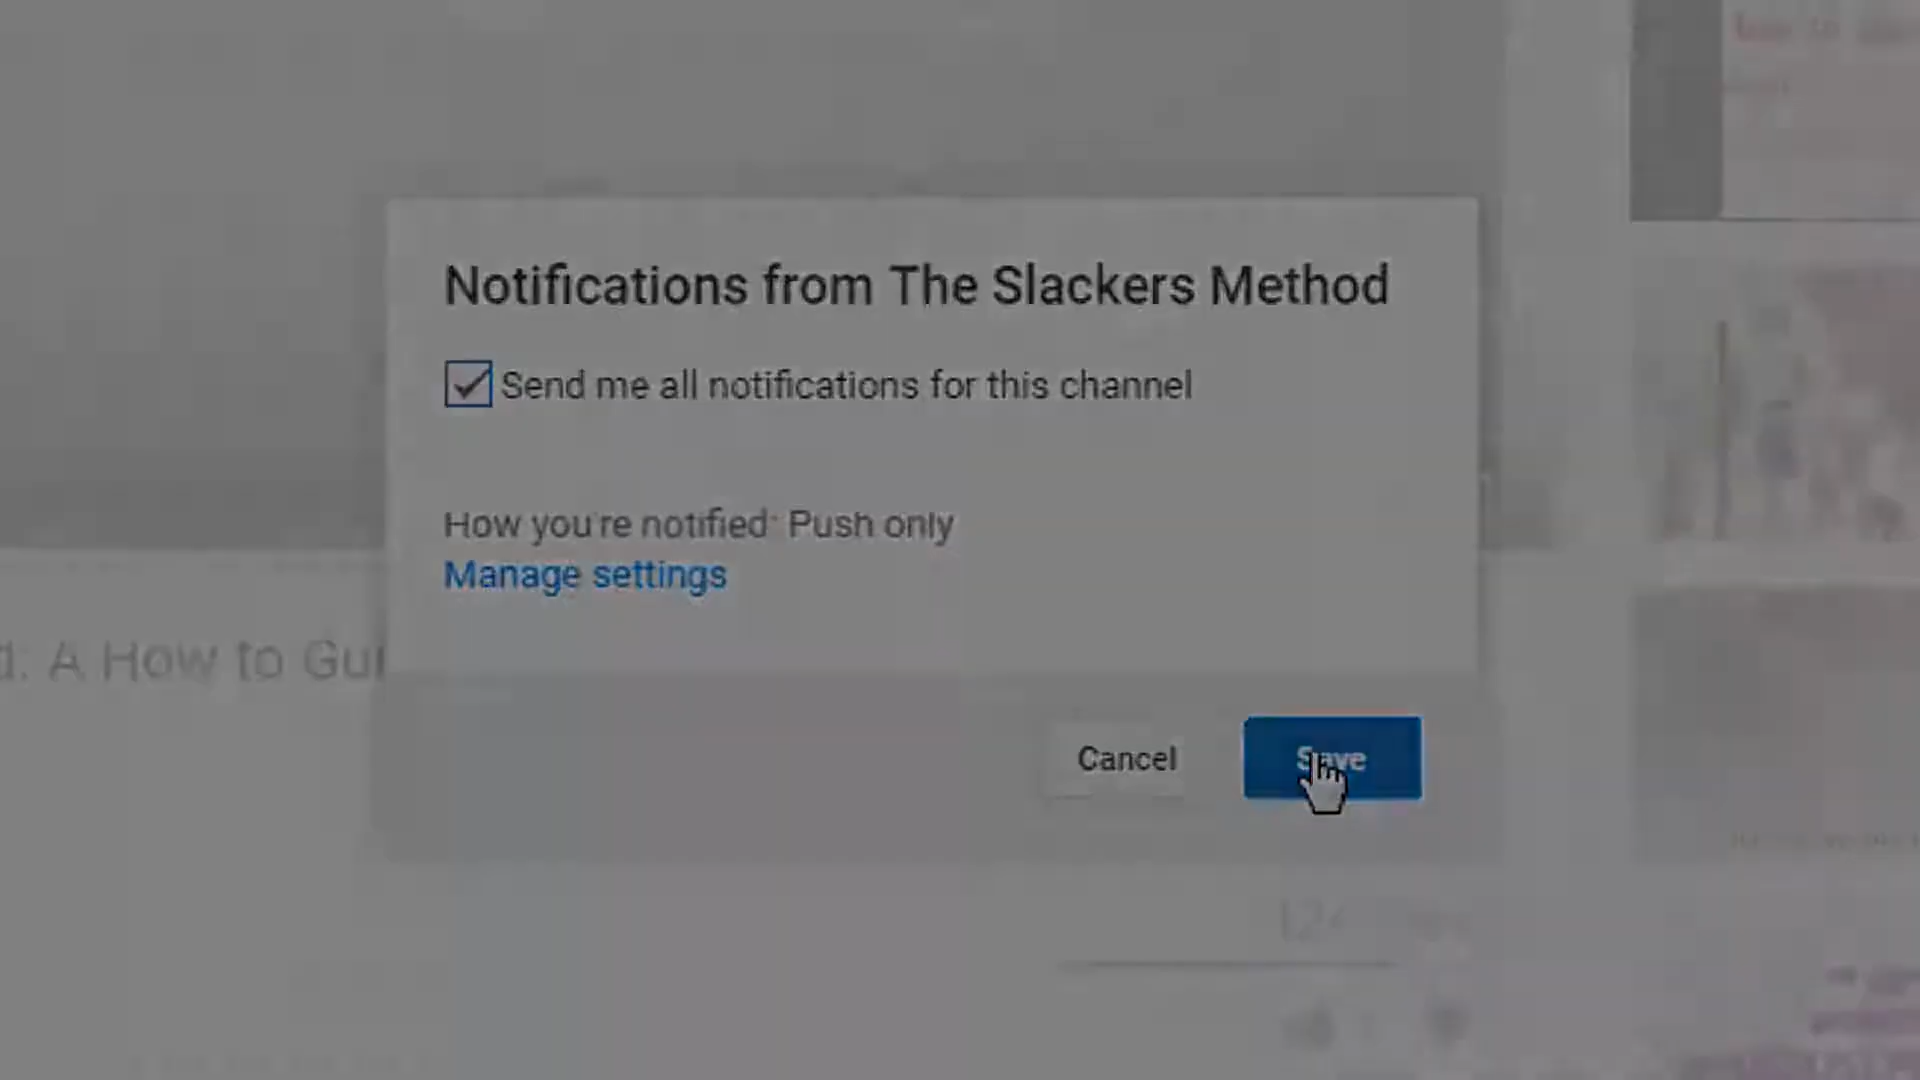 Notifications from The Slackers Method
Send me all notifications for this channel
How you're notified: Push only
Manage settings
: A How to Gui
Cancel
Save